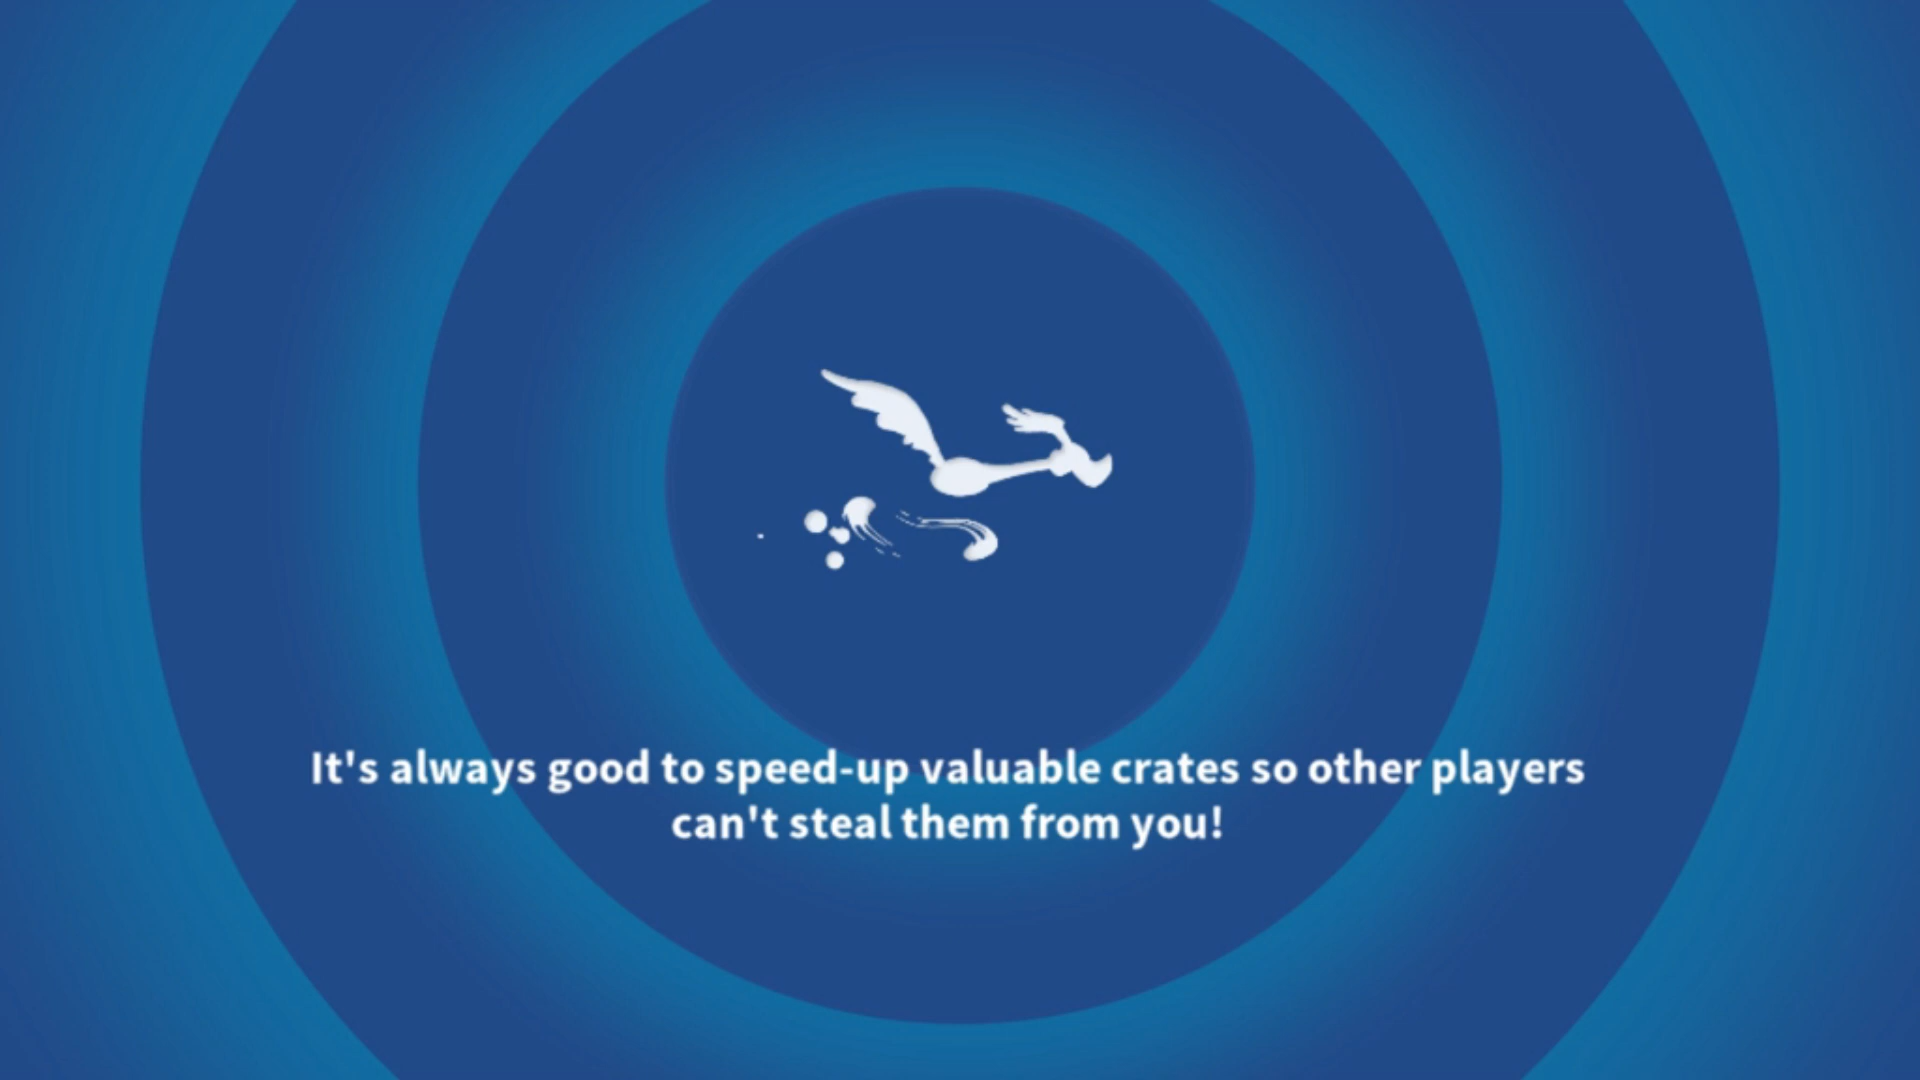 It's always good to speed-up valuable crates so other players
can't steal them from you!